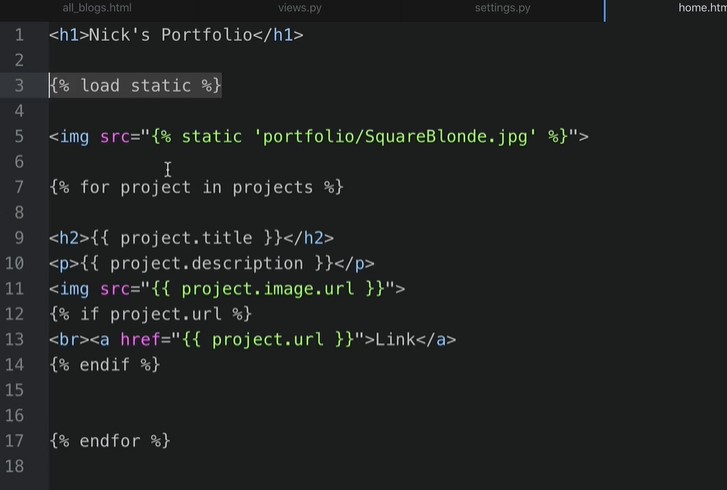 all_blogs.html views.py settings.py home.htm
1 <h1>Nick's Portfolio</h1>
2
3 {% load static %}
4
5 <img src="{% static 'portfolio/SquareBlonde.jpg' %}">
6
7 {% for project in projects %}
8
9 <h2>{{ project.title }}</h2>
10 <p>{{ project.description }}</p>
11 <img src="{{ project.image.url }}">
12 {% if project.url %}
13 <br><a href="{{ project.url }}">Link</a>
14 {% endif %}
15
16
17 {% endfor %}
18